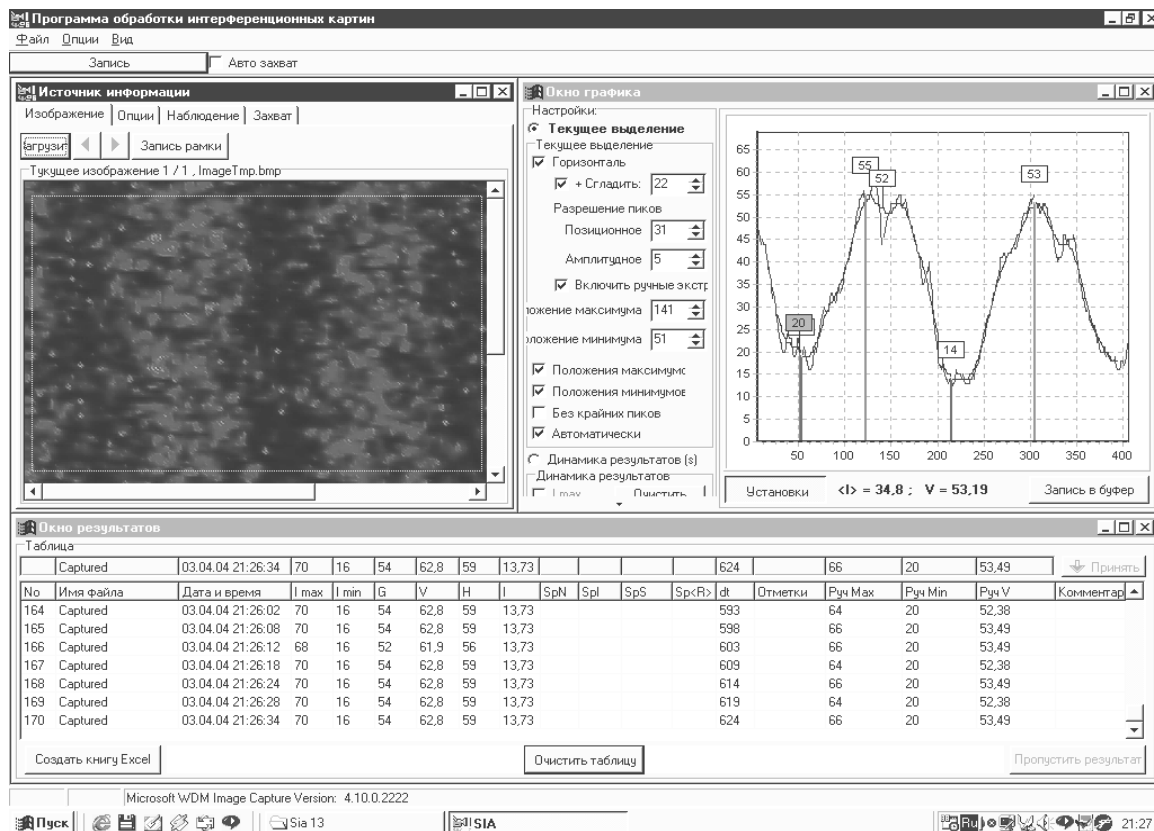 Программа обработки интерференционных картин
Файл Опции Вид
Запись Авто захват
Источник информации
Изображение Опции Наблюдение Захват
агрузи Запись рамки
Тукущее изображение 1 / 1 , ImageTmp.bmp
Окно графика
Настройки:
Текущее выделение
Текущее выделение
Горизонталь
+ Сгладить: 22
Разрешение пиков
Позиционное 31
Амплитудное 5
Включить ручные экстр
ложение максимума 141
оложение минимума 51
Положения максимумс
Положения минимумов
Без крайних пиков
Автоматически
Динамика результатов (s)
Динамика результатов
I max Очистить
65
60
55
50
45
40
35
30
25
20
15
10
5
0
50 100 150 200 250 300 350 400
20
55
52
14
53
Установки <I> = 34,8 ; V = 53,19 Запись в буфер
Окно результатов
Таблица
Captured 03.04.04 21:26:34 70 16 54 62,8 59 13,73 624 66 20 53,49 Принять
No Имя файла Дата и время I max I min G V H I SpN SpI SpS Sp<R> dt Отметки Руч Max Руч Min Руч V Комментар
164 Captured 03.04.04 21:26:02 70 16 54 62,8 59 13,73 593 64 20 52,38
165 Captured 03.04.04 21:26:08 70 16 54 62,8 59 13,73 598 66 20 53,49
166 Captured 03.04.04 21:26:12 68 16 52 61,9 56 13,73 603 66 20 53,49
167 Captured 03.04.04 21:26:18 70 16 54 62,8 59 13,73 609 64 20 52,38
168 Captured 03.04.04 21:26:24 70 16 54 62,8 59 13,73 614 66 20 53,49
169 Captured 03.04.04 21:26:28 70 16 54 62,8 59 13,73 619 64 20 52,38
170 Captured 03.04.04 21:26:34 70 16 54 62,8 59 13,73 624 66 20 53,49
Создать книгу Excel Очистить таблицу Пропустить результат
Microsoft WDM Image Capture Version: 4.10.0.2222
Пуск Sia 13 SIA Ru 21:27